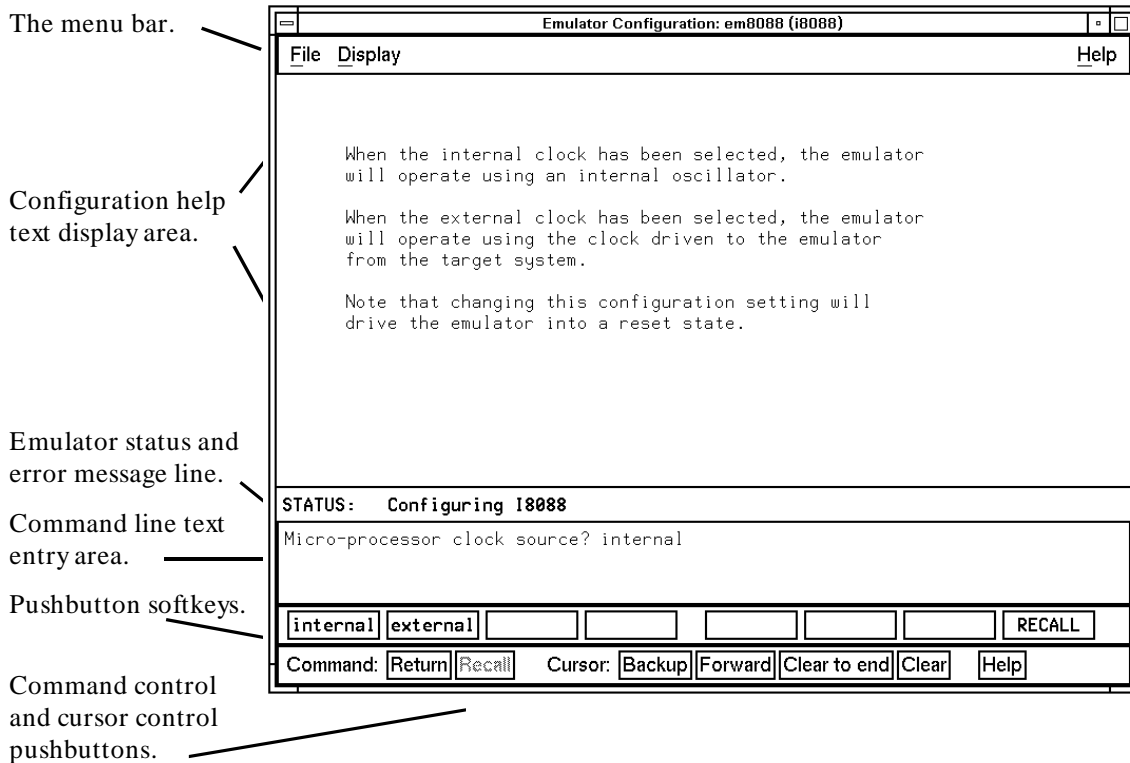 The menu bar.
Configuration help
text display area.
Emulator status and
error message line.
Command line text
entry area.
Pushbutton softkeys.
Command control
and cursor control
pushbuttons.
Emulator Configuration: em8088 (i8088)
File Display Help
When the internal clock has been selected, the emulator
will operate using an internal oscillator.
When the external clock has been selected, the emulator
will operate using the clock driven to the emulator
from the target system.
Note that changing this configuration setting will
drive the emulator into a reset state.
STATUS: Configuring I8088
Micro-processor clock source? internal
internal external RECALL
Command: Return Recall Cursor: Backup Forward Clear to end Clear Help